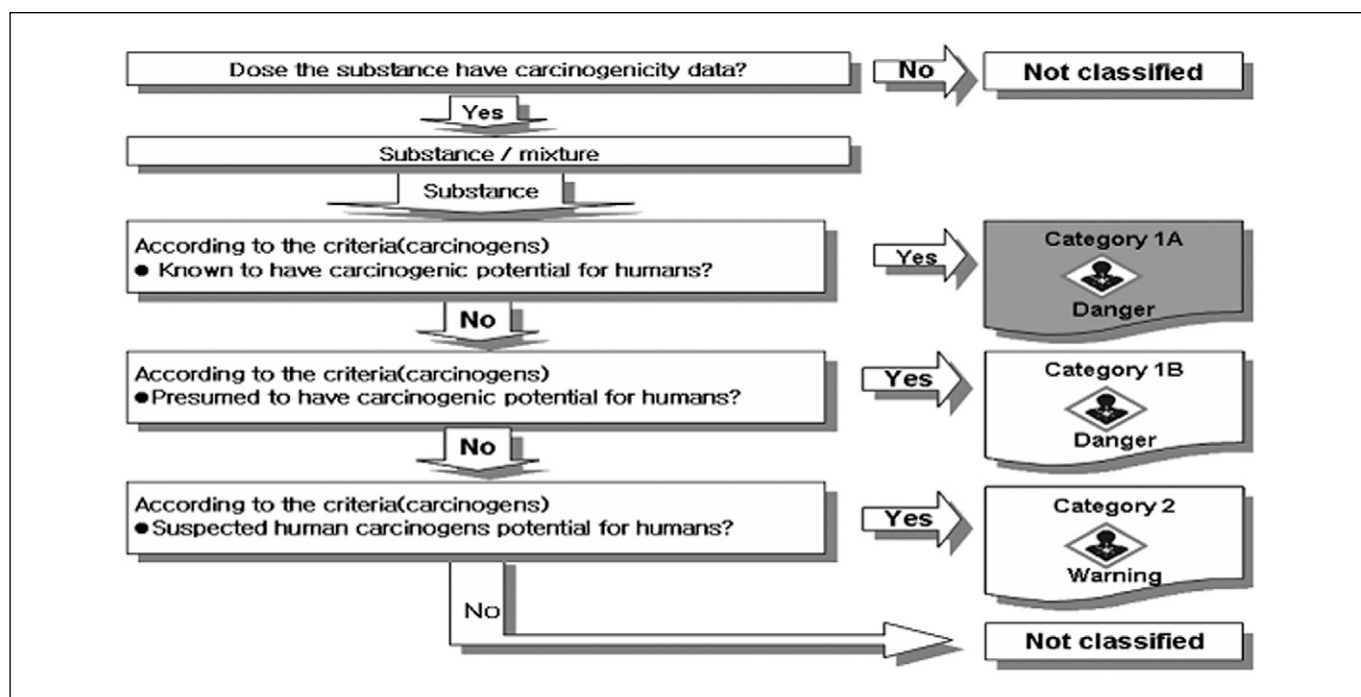 Dose the substance have carcinogenicity data?
No
Not classified
Yes
Substance / mixture
Substance
According to the criteria(carcinogens)
● Known to have carcinogenic potential for humans?
Yes
Category 1A
Danger
No
According to the criteria(carcinogens)
●Presumed to have carcinogenic potential for humans?
Yes
Category 1B
Danger
No
According to the criteria(carcinogens)
●Suspected human carcinogens potential for humans?
Yes
Category 2
Warning
No
Not classified